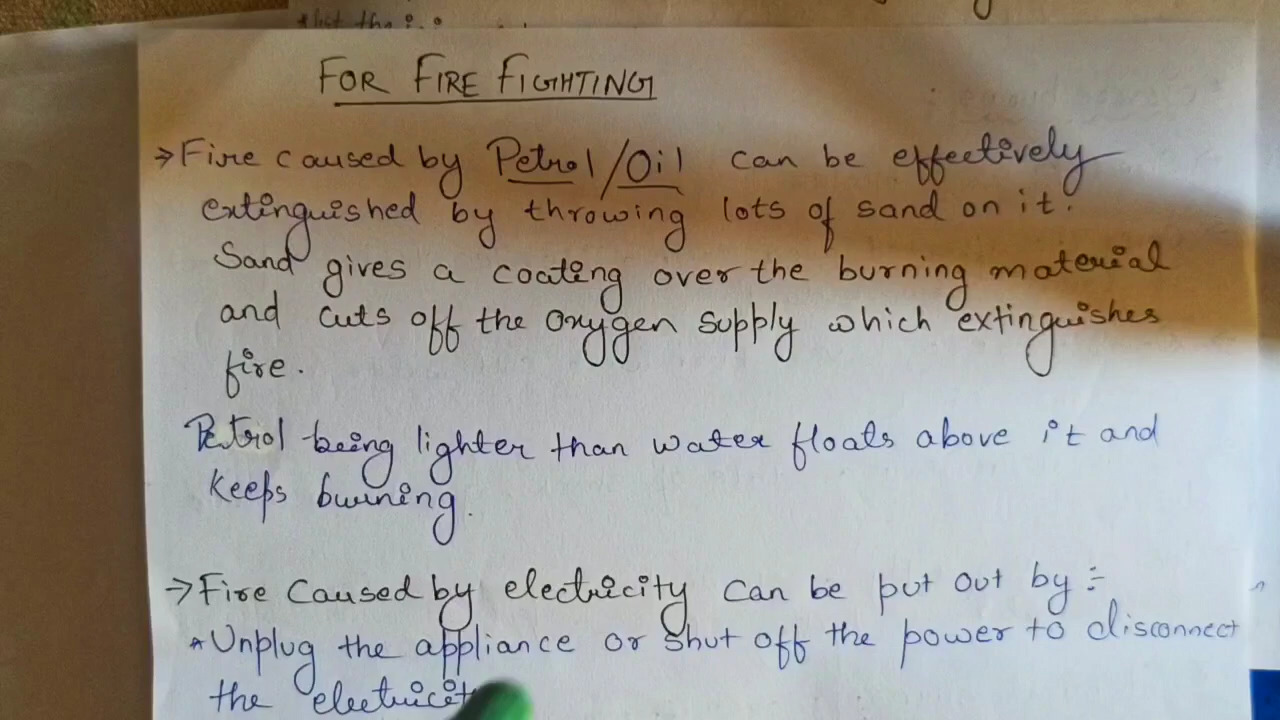 FOR FIRE FIGHTING
→ Fire caused by Petrol/Oil can be effectively
extinguished by throwing lots of sand on it.
Sand gives a coating over the burning material
and cuts off the oxygen supply which extinguishes
fire.
Petrol being lighter than water floats above it and
keeps burning.
→ Fire caused by electricity can be put out by :-
* Unplug the appliance or shut off the power to disconnect
the